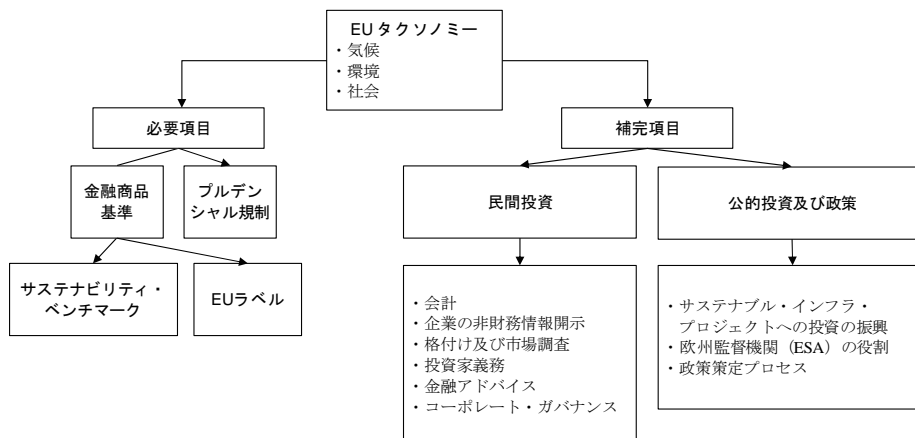 EUタクソノミー
・気候
・環境
・社会
必要項目
補完項目
金融商品
基準
プルデン
シャル規制
民間投資
公的投資及び政策
サステナビリティ・
ベンチマーク
EUラベル
・会計
・企業の非財務情報開示
・格付け及び市場調査
・投資家義務
・金融アドバイス
・コーポレート・ガバナンス
・サステナブル・インフラ・
プロジェクトへの投資の振興
・欧州監督機関（ESA）の役割
・政策策定プロセス